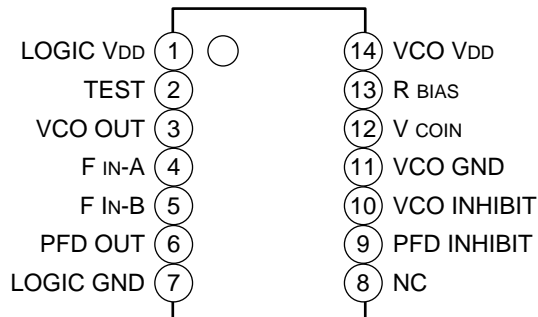 LOGIC VDD 1 14 VCO VDD
TEST 2 13 R BIAS
VCO OUT 3 12 V COIN
F IN-A 4 11 VCO GND
F IN-B 5 10 VCO INHIBIT
PFD OUT 6 9 PFD INHIBIT
LOGIC GND 7 8 NC